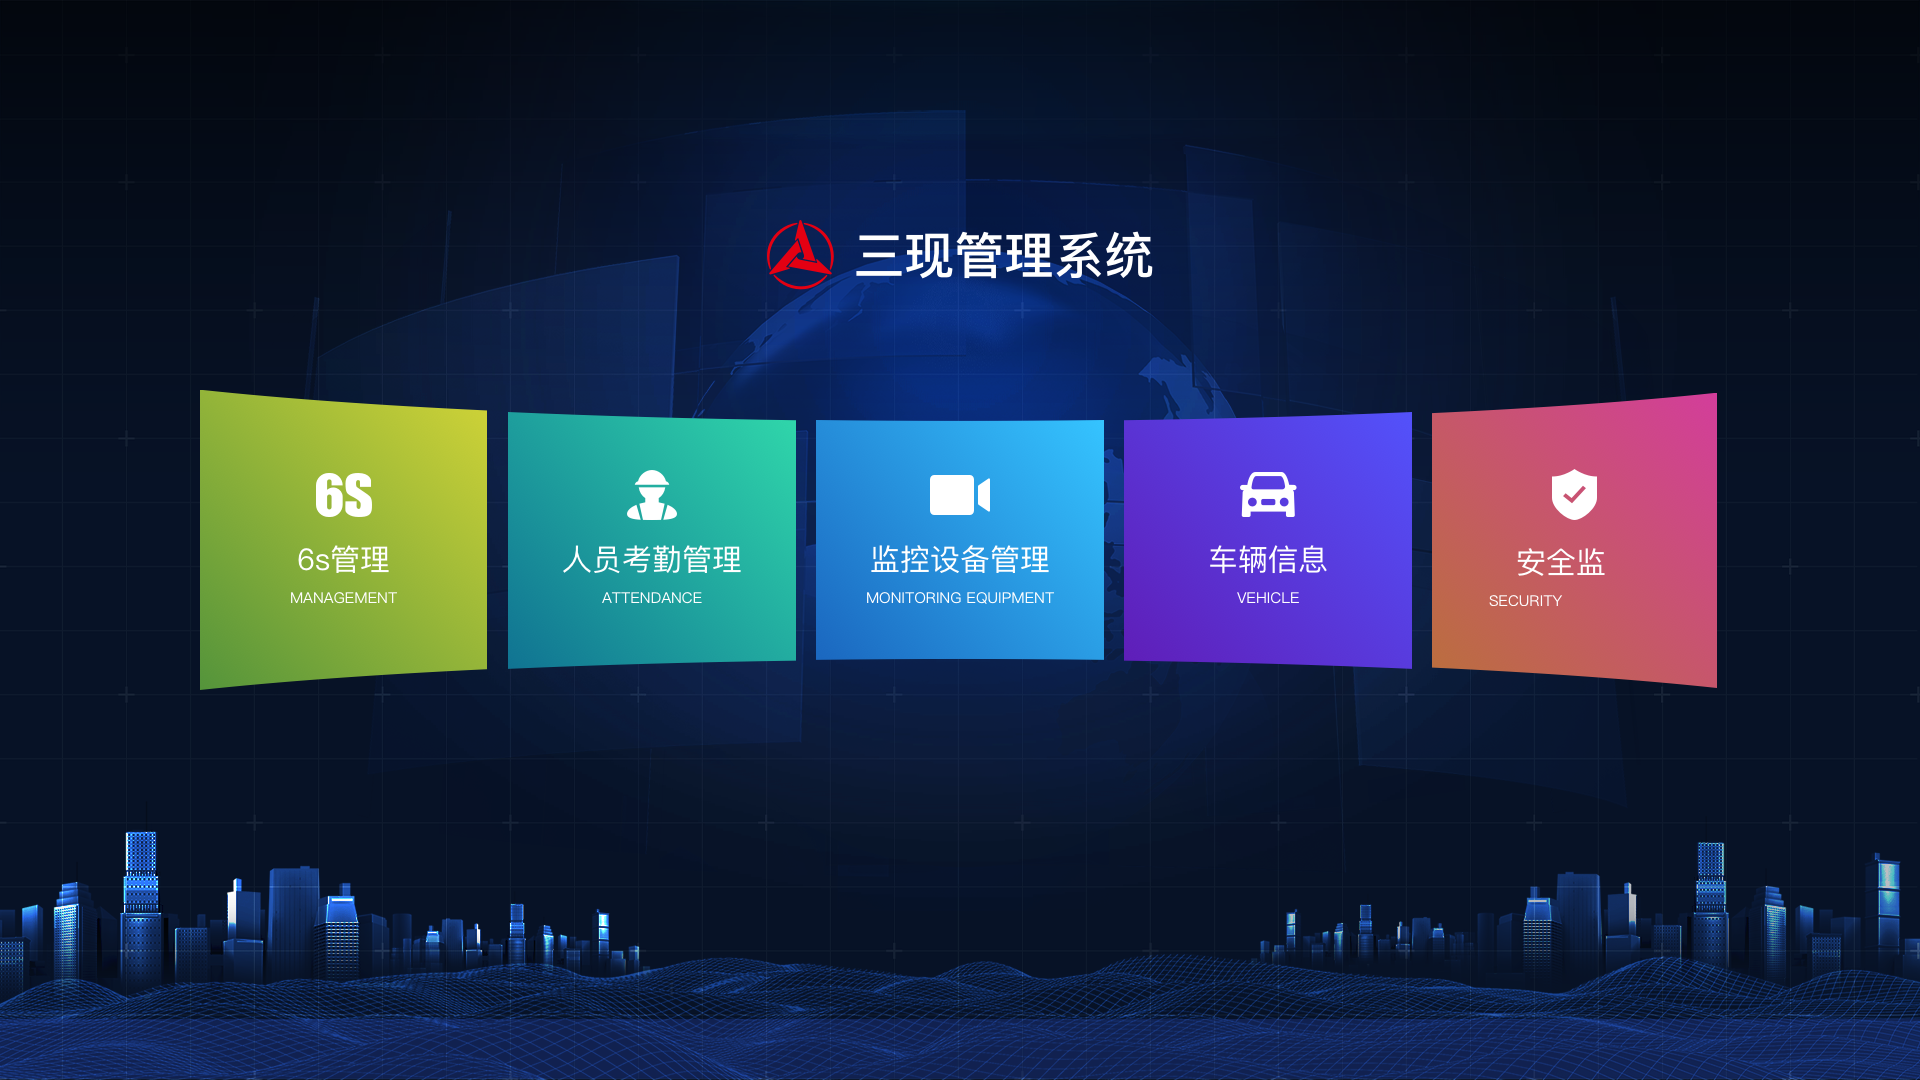 三现管理系统
6S
6s管理
MANAGEMENT
人员考勤管理
ATTENDANCE
监控设备管理
MONITORING EQUIPMENT
车辆信息
VEHICLE
安全监
SECURITY